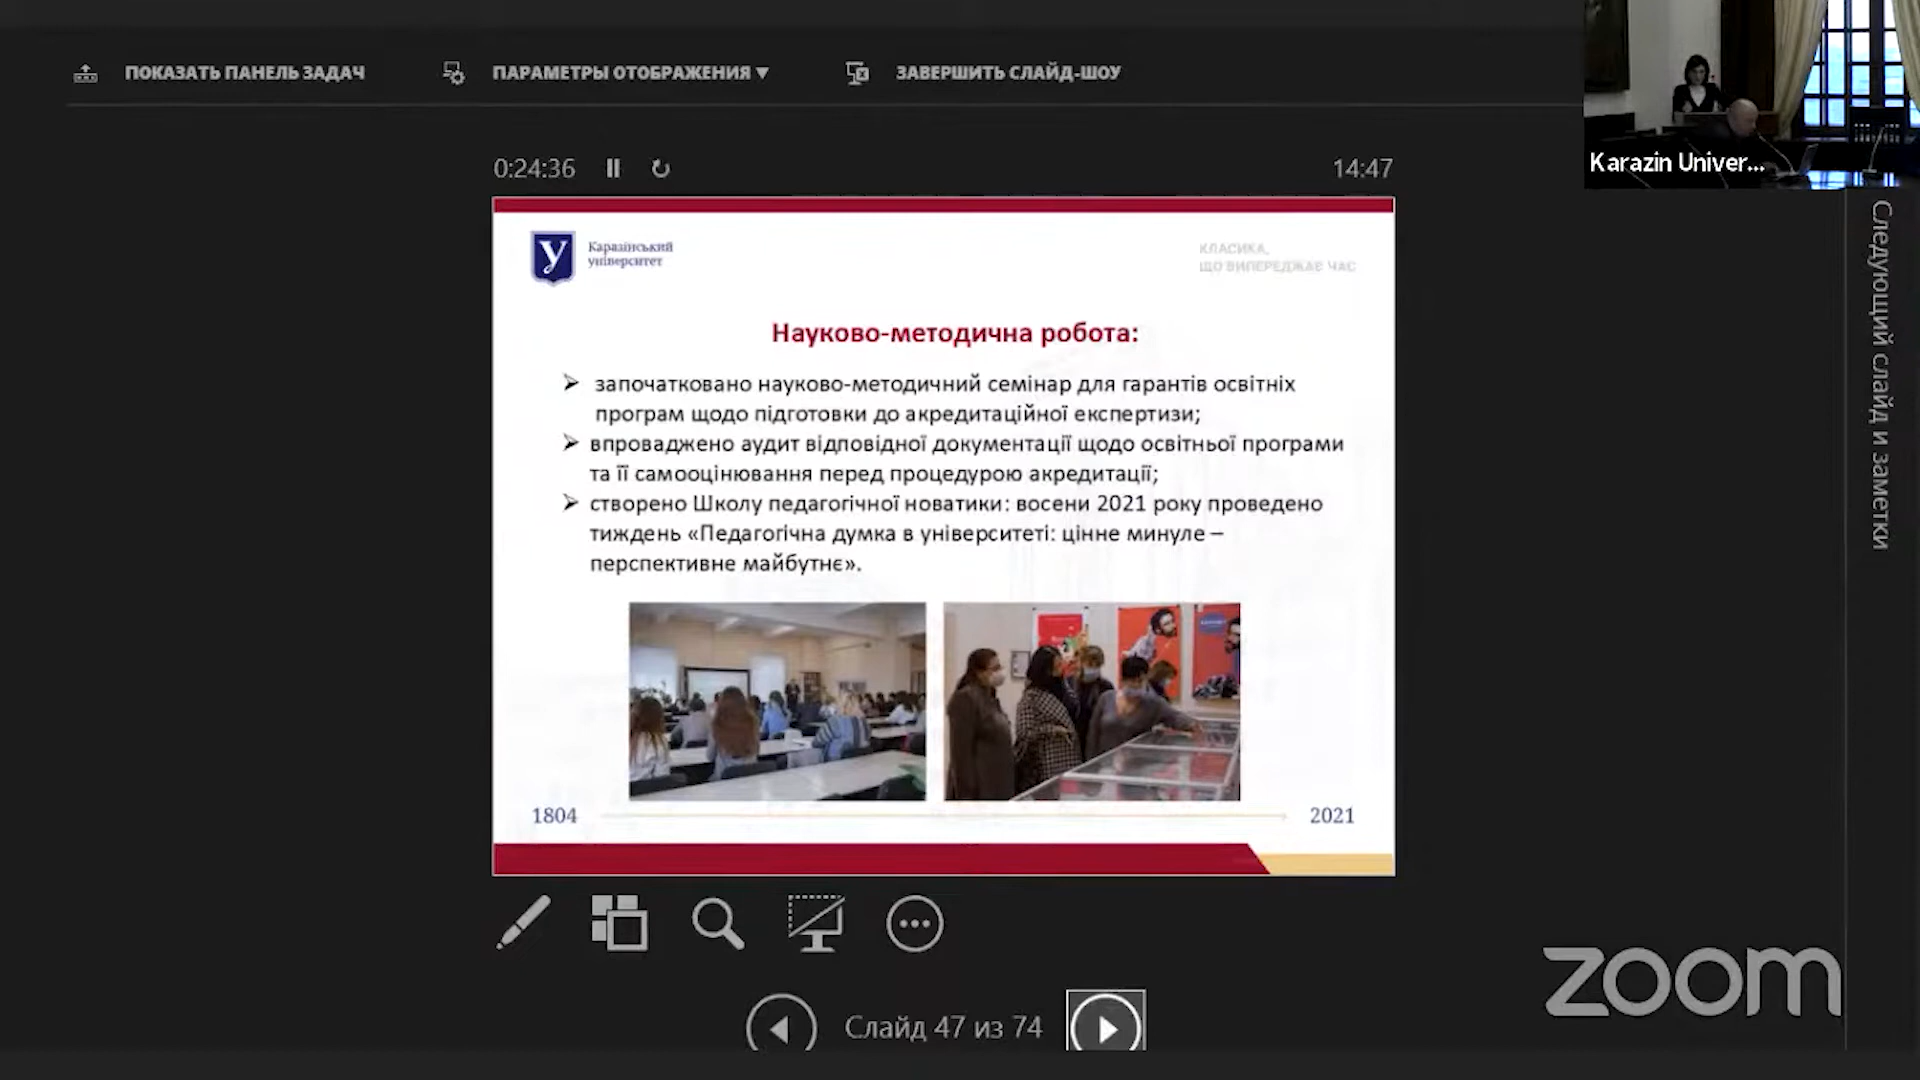 ПОКАЗАТЬ ПАНЕЛЬ ЗАДАЧ
ПАРАМЕТРЫ ОТОБРАЖЕНИЯ
ЗАВЕРШИТЬ СЛАЙД-ШОУ
Karazin Univer...
0:24:36
14:47
Следующий слайд и заметки
У
Каразінський
університет
КЛАСИКА,
ЩО ВИПЕРЕДЖАЄ ЧАС
Науково-методична робота:
започатковано науково-методичний семінар для гарантів освітніх
програм щодо підготовки до акредитаційної експертизи;
впроваджено аудит відповідної документації щодо освітньої програми
та її самооцінювання перед процедурою акредитації;
створено Школу педагогічної новатики: восени 2021 року проведено
тиждень «Педагогічна думка в університеті: цінне минуле –
перспективне майбутнє».
1804
2021
Слайд 47 из 74
zoom